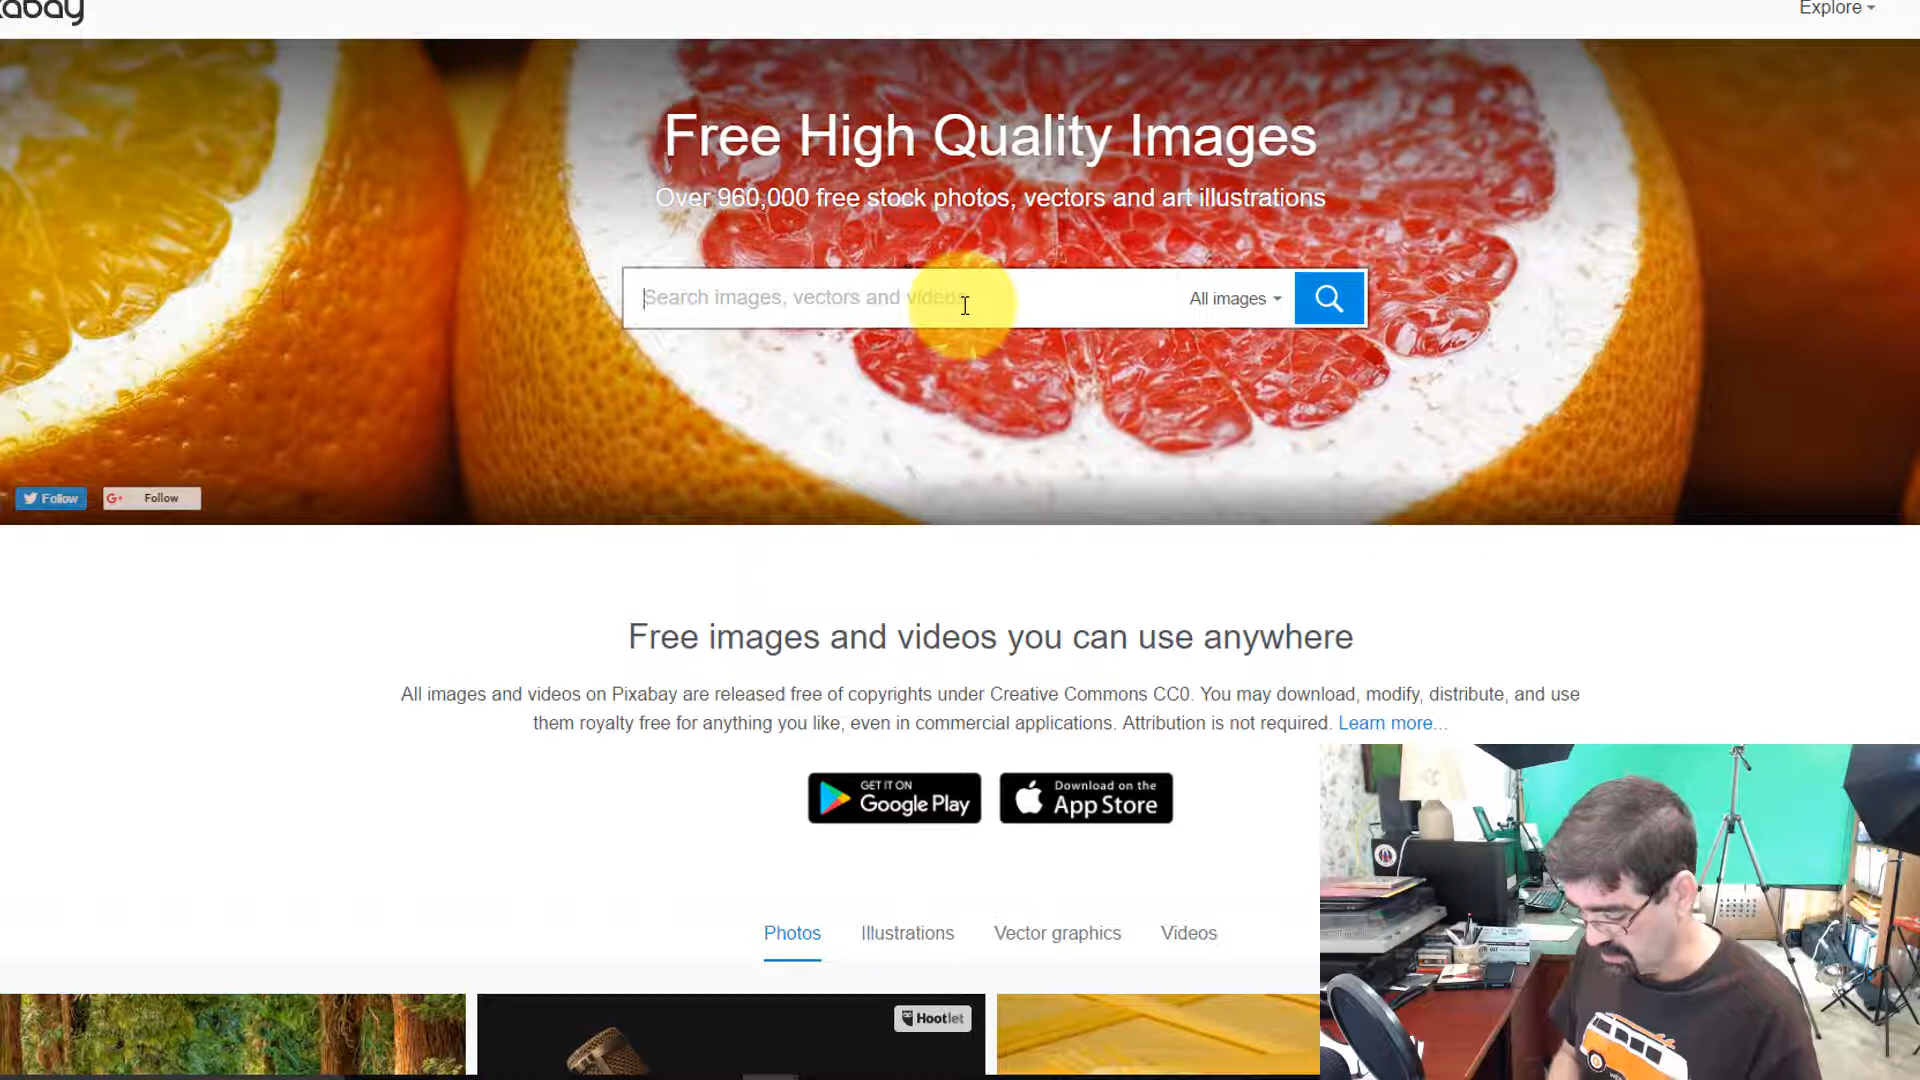 xabay
Explore
Free High Quality Images
Over 960,000 free stock photos, vectors and art illustrations
Search images, vectors and videos
All images
Follow
G+ Follow
Free images and videos you can use anywhere
All images and videos on Pixabay are released free of copyrights under Creative Commons CC0. You may download, modify, distribute, and use
them royalty free for anything you like, even in commercial applications. Attribution is not required. Learn more...
GET IT ON
Google Play
Download on the
App Store
Photos Illustrations Vector graphics Videos
Hootlet